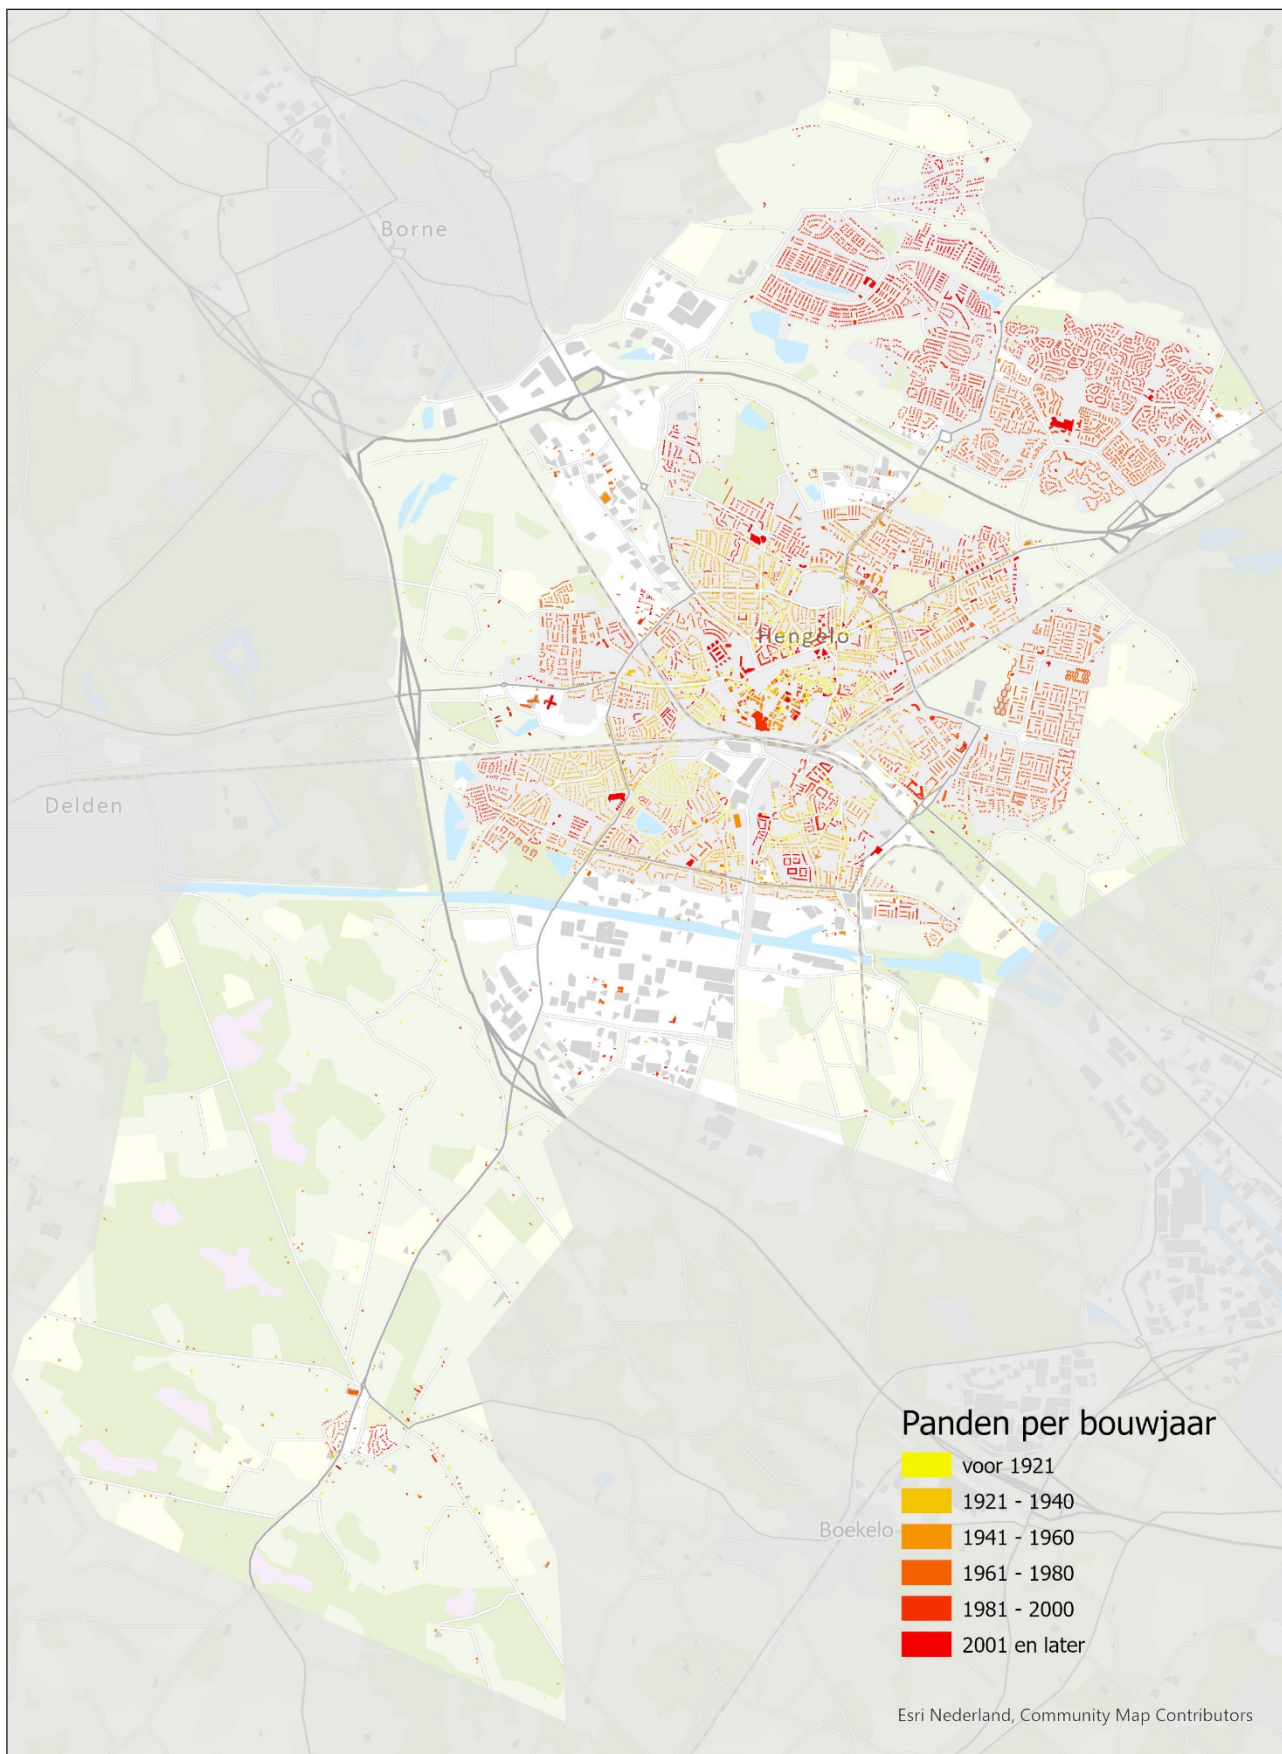 Borne
Hengelo
Delden
Panden per bouwjaar
voor 1921
1921 - 1940
1941 - 1960
1961 - 1980
1981 - 2000
2001 en later
Boekelo
Esri Nederland, Community Map Contributors